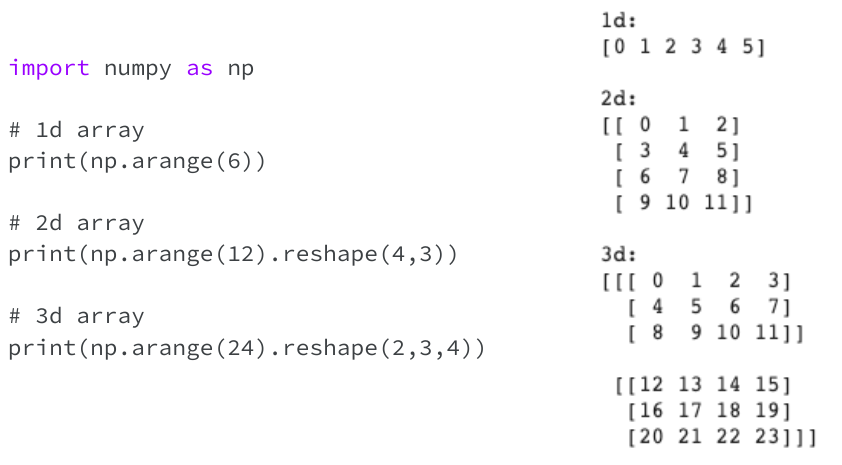 import numpy as np
# 1d array
print(np.arange(6))
# 2d array
print(np.arange(12).reshape(4,3))
# 3d array
print(np.arange(24).reshape(2,3,4))
1d:
[0 1 2 3 4 5]
2d:
[[ 0  1  2]
 [ 3  4  5]
 [ 6  7  8]
 [ 9 10 11]]
3d:
[[[ 0  1  2  3]
  [ 4  5  6  7]
  [ 8  9 10 11]]
 [[12 13 14 15]
  [16 17 18 19]
  [20 21 22 23]]]